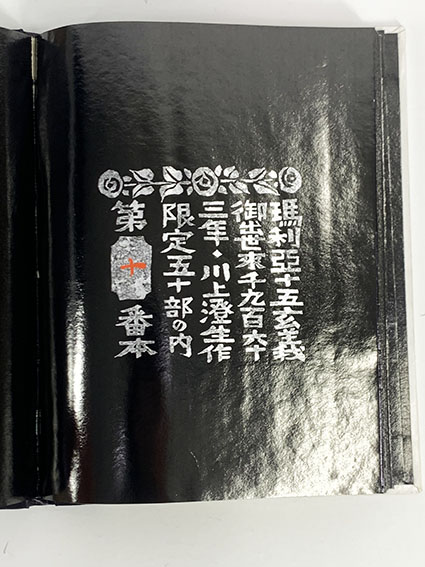 瑪利亞十五玄義
御出世来千九百六十
三年・川上澄生作
限定五十部の内
第十番本